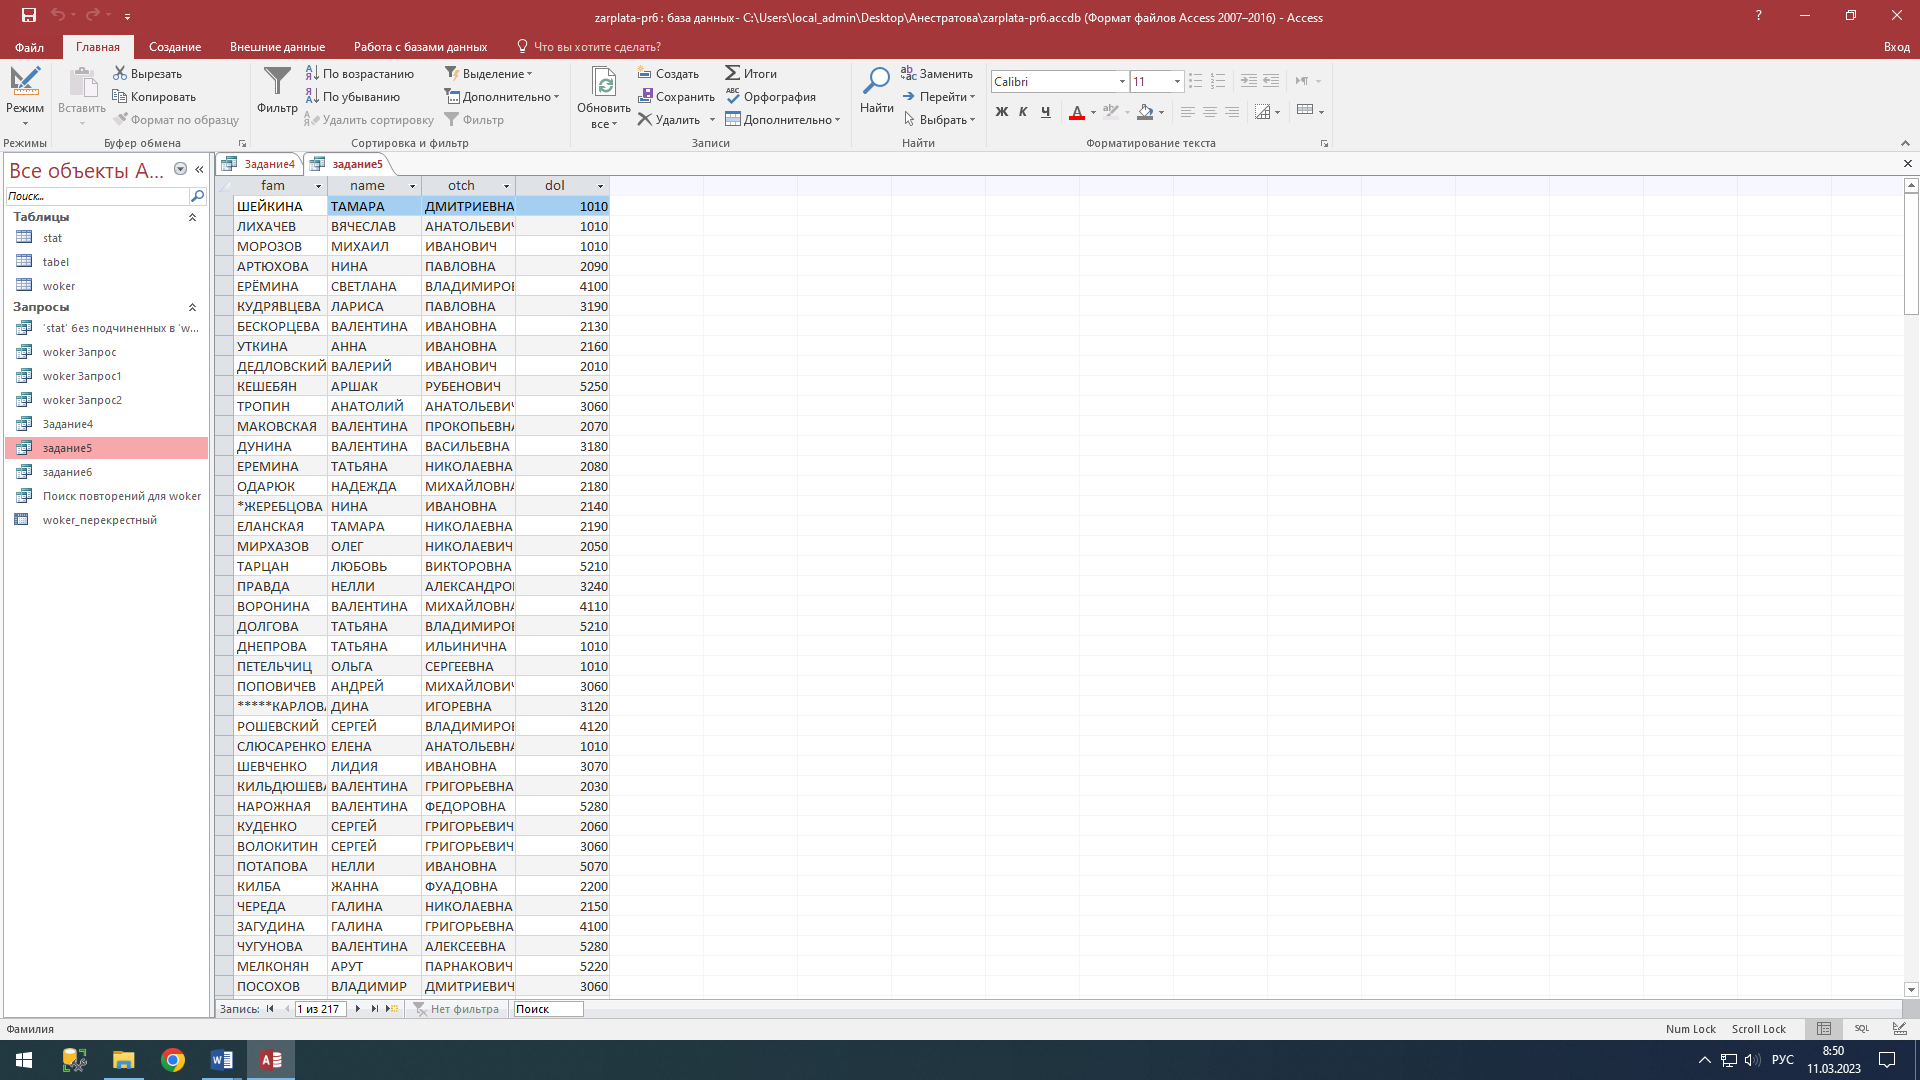 zarplata-pr6 : база данных- C:\Users\local_admin\Desktop\Анестратова\zarplata-pr6.accdb (Формат файлов Access 2007–2016) - Access
Файл Главная Создание Внешние данные Работа с базами данных Что вы хотите сделать? Вход
Режим Вставить Вырезать Копировать Формат по образцу
Фильтр По возрастанию По убыванию Удалить сортировку Выделение Дополнительно Фильтр
Обновить все Создать Сохранить Удалить Итоги Орфография Дополнительно
Найти Заменить Перейти Выбрать
Calibri 11
Ж К Ч
Режимы Буфер обмена Сортировка и фильтр Записи Найти Форматирование текста
Все объекты A...
Поиск...
Таблицы
stat
tabel
woker
Запросы
'stat' без подчиненных в 'w...
woker Запрос
woker Запрос1
woker Запрос2
Задание4
задание5
задание6
Поиск повторений для woker
woker_перекрестный
Задание4 задание5
fam name otch dol
ШЕЙКИНА ТАМАРА ДМИТРИЕВНА 1010
ЛИХАЧЕВ ВЯЧЕСЛАВ АНАТОЛЬЕВИЧ 1010
МОРОЗОВ МИХАИЛ ИВАНОВИЧ 1010
АРТЮХОВА НИНА ПАВЛОВНА 2090
ЕРЁМИНА СВЕТЛАНА ВЛАДИМИРОВ 4100
КУДРЯВЦЕВА ЛАРИСА ПАВЛОВНА 3190
БЕСКОРЦЕВА ВАЛЕНТИНА ИВАНОВНА 2130
УТКИНА АННА ИВАНОВНА 2160
ДЕДЛОВСКИЙ ВАЛЕРИЙ ИВАНОВИЧ 2010
КЕШЕБЯН АРШАК РУБЕНОВИЧ 5250
ТРОПИН АНАТОЛИЙ АНАТОЛЬЕВИЧ 3060
МАКОВСКАЯ ВАЛЕНТИНА ПРОКОПЬЕВНА 2070
ДУНИНА ВАЛЕНТИНА ВАСИЛЬЕВНА 3180
ЕРЕМИНА ТАТЬЯНА НИКОЛАЕВНА 2080
ОДАРЮК НАДЕЖДА МИХАЙЛОВНА 2180
*ЖЕРЕБЦОВА НИНА ИВАНОВНА 2140
ЕЛАНСКАЯ ТАМАРА НИКОЛАЕВНА 2190
МИРХАЗОВ ОЛЕГ НИКОЛАЕВИЧ 2050
ТАРЦАН ЛЮБОВЬ ВИКТОРОВНА 5210
ПРАВДА НЕЛЛИ АЛЕКСАНДРОВ 3240
ВОРОНИНА ВАЛЕНТИНА МИХАЙЛОВНА 4110
ДОЛГОВА ТАТЬЯНА ВЛАДИМИРОВ 5210
ДНЕПРОВА ТАТЬЯНА ИЛЬИНИЧНА 1010
ПЕТЕЛЬЧИЦ ОЛЬГА СЕРГЕЕВНА 1010
ПОПОВИЧЕВ АНДРЕЙ МИХАЙЛОВИЧ 3060
*****КАРЛОВА ДИНА ИГОРЕВНА 3120
РОШЕВСКИЙ СЕРГЕЙ ВЛАДИМИРОВ 4120
СЛЮСАРЕНКО ЕЛЕНА АНАТОЛЬЕВНА 1010
ШЕВЧЕНКО ЛИДИЯ ИВАНОВНА 3070
КИЛЬДЮШЕВА ВАЛЕНТИНА ГРИГОРЬЕВНА 2030
НАРОЖНАЯ ВАЛЕНТИНА ФЕДОРОВНА 5280
КУДЕНКО СЕРГЕЙ ГРИГОРЬЕВИЧ 2060
ВОЛОКИТИН СЕРГЕЙ ГРИГОРЬЕВИЧ 3060
ПОТАПОВА НЕЛЛИ ИВАНОВНА 5070
КИЛБА ЖАННА ФУАДОВНА 2200
ЧЕРЕДА ГАЛИНА НИКОЛАЕВНА 2150
ЗАГУДИНА ГАЛИНА ГРИГОРЬЕВНА 4100
ЧУГУНОВА ВАЛЕНТИНА АЛЕКСЕЕВНА 5280
МЕЛКОНЯН АРУТ ПАРНАКОВИЧ 5220
ПОСОХОВ ВЛАДИМИР ДМИТРИЕВИЧ 3060
Запись: 1 из 217 Нет фильтра Поиск
Фамилия Num Lock Scroll Lock SQL
РУС 8:50
11.03.2023